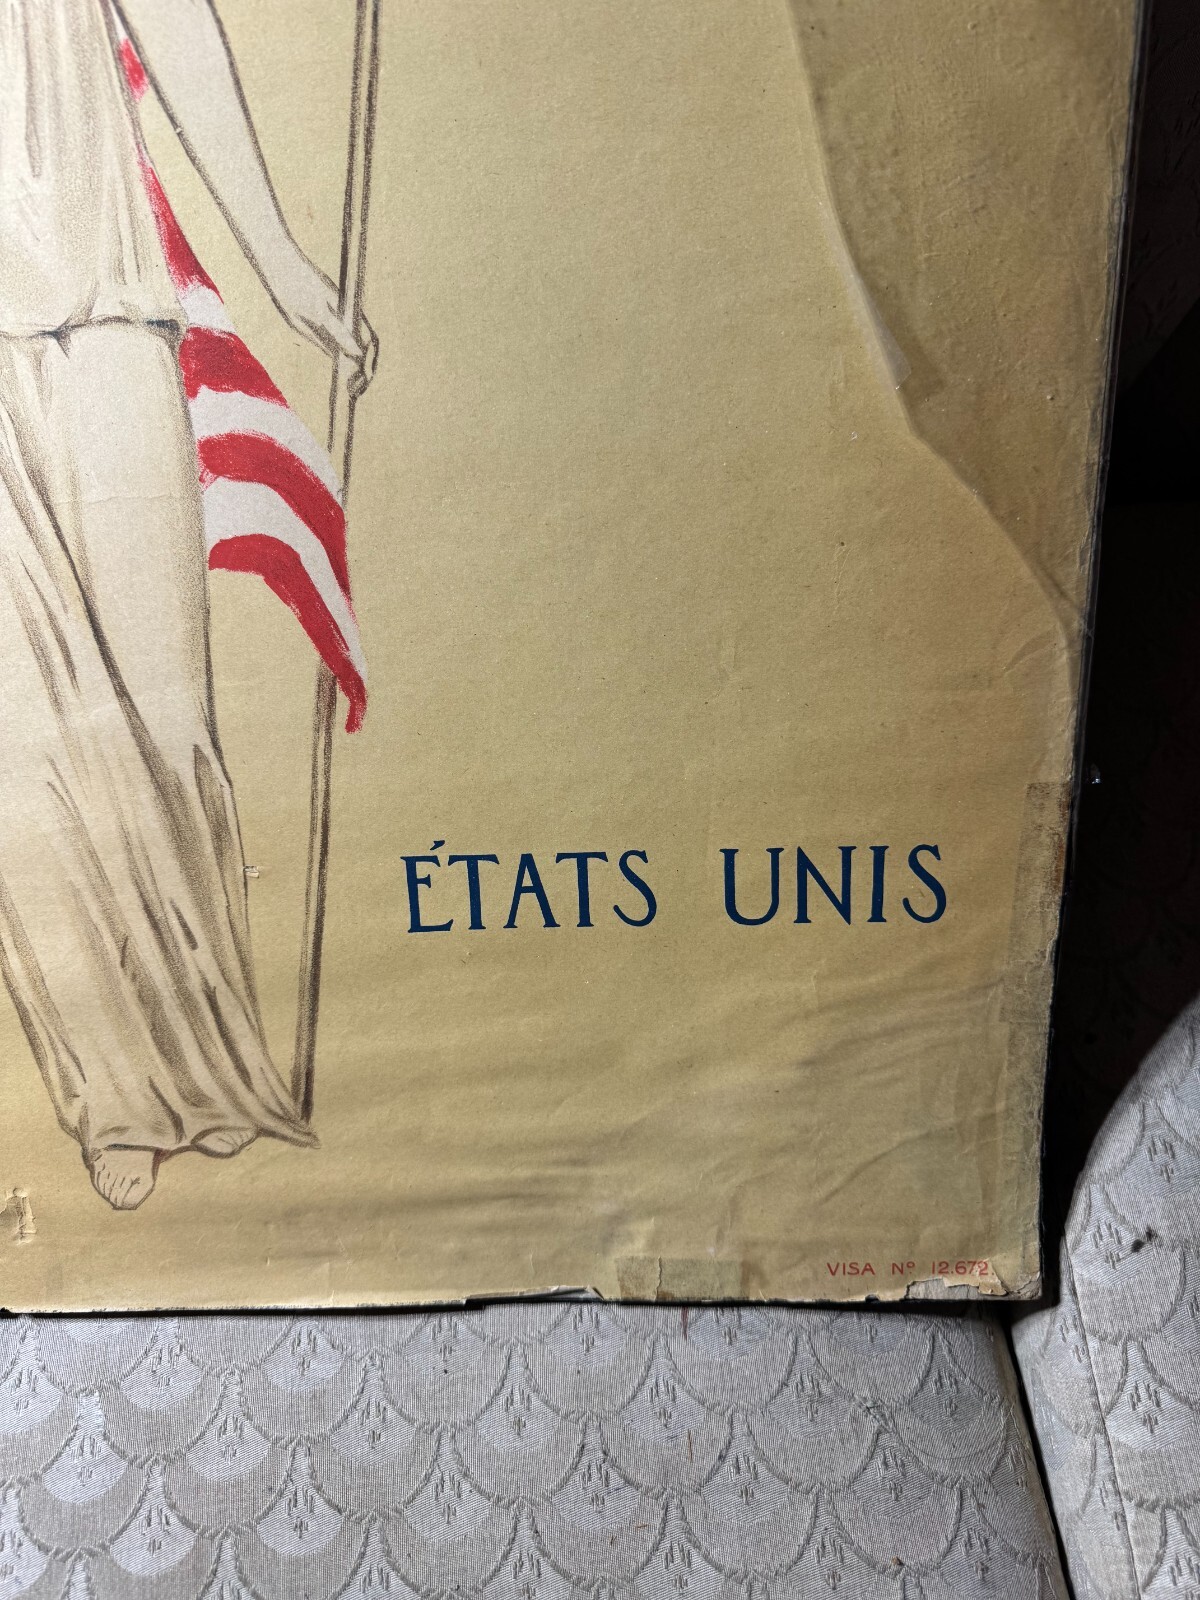 ÉTATS UNIS
VISA Nº 12.672.